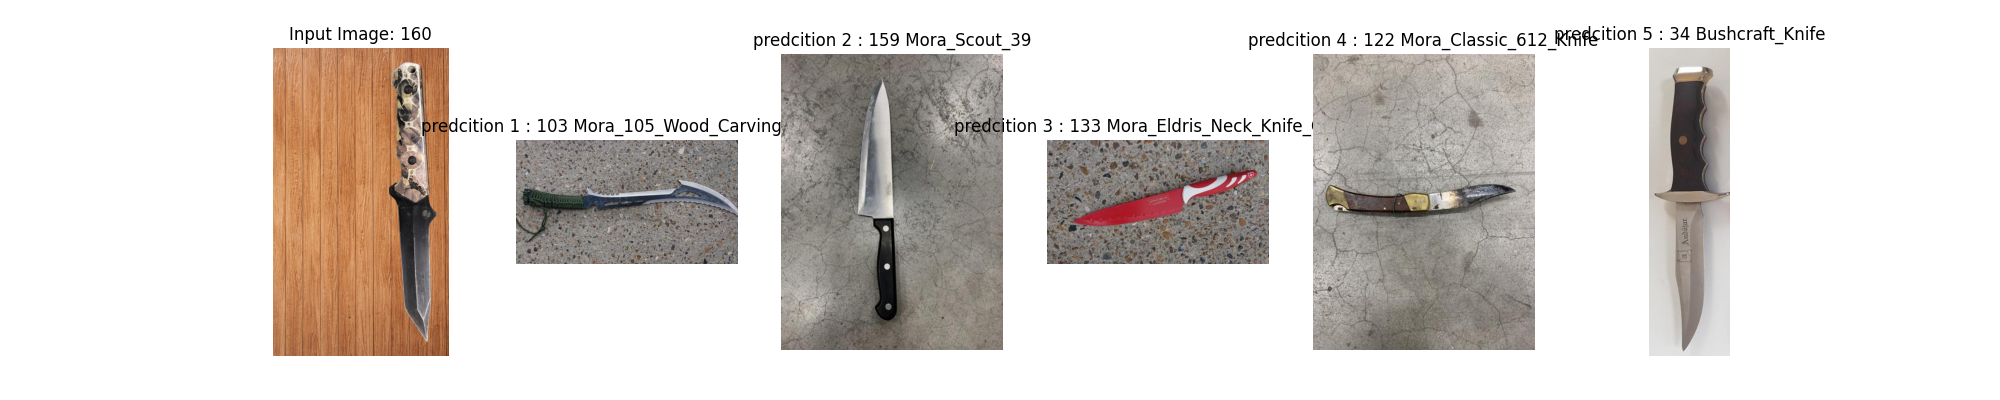 Input Image: 160
predcition 1 : 103 Mora_105_Wood_Carving
predcition 2 : 159 Mora_Scout_39
predcition 3 : 133 Mora_Eldris_Neck_Knife_
predcition 4 : 122 Mora_Classic_612_Knife
predcition 5 : 34 Bushcraft_Knife